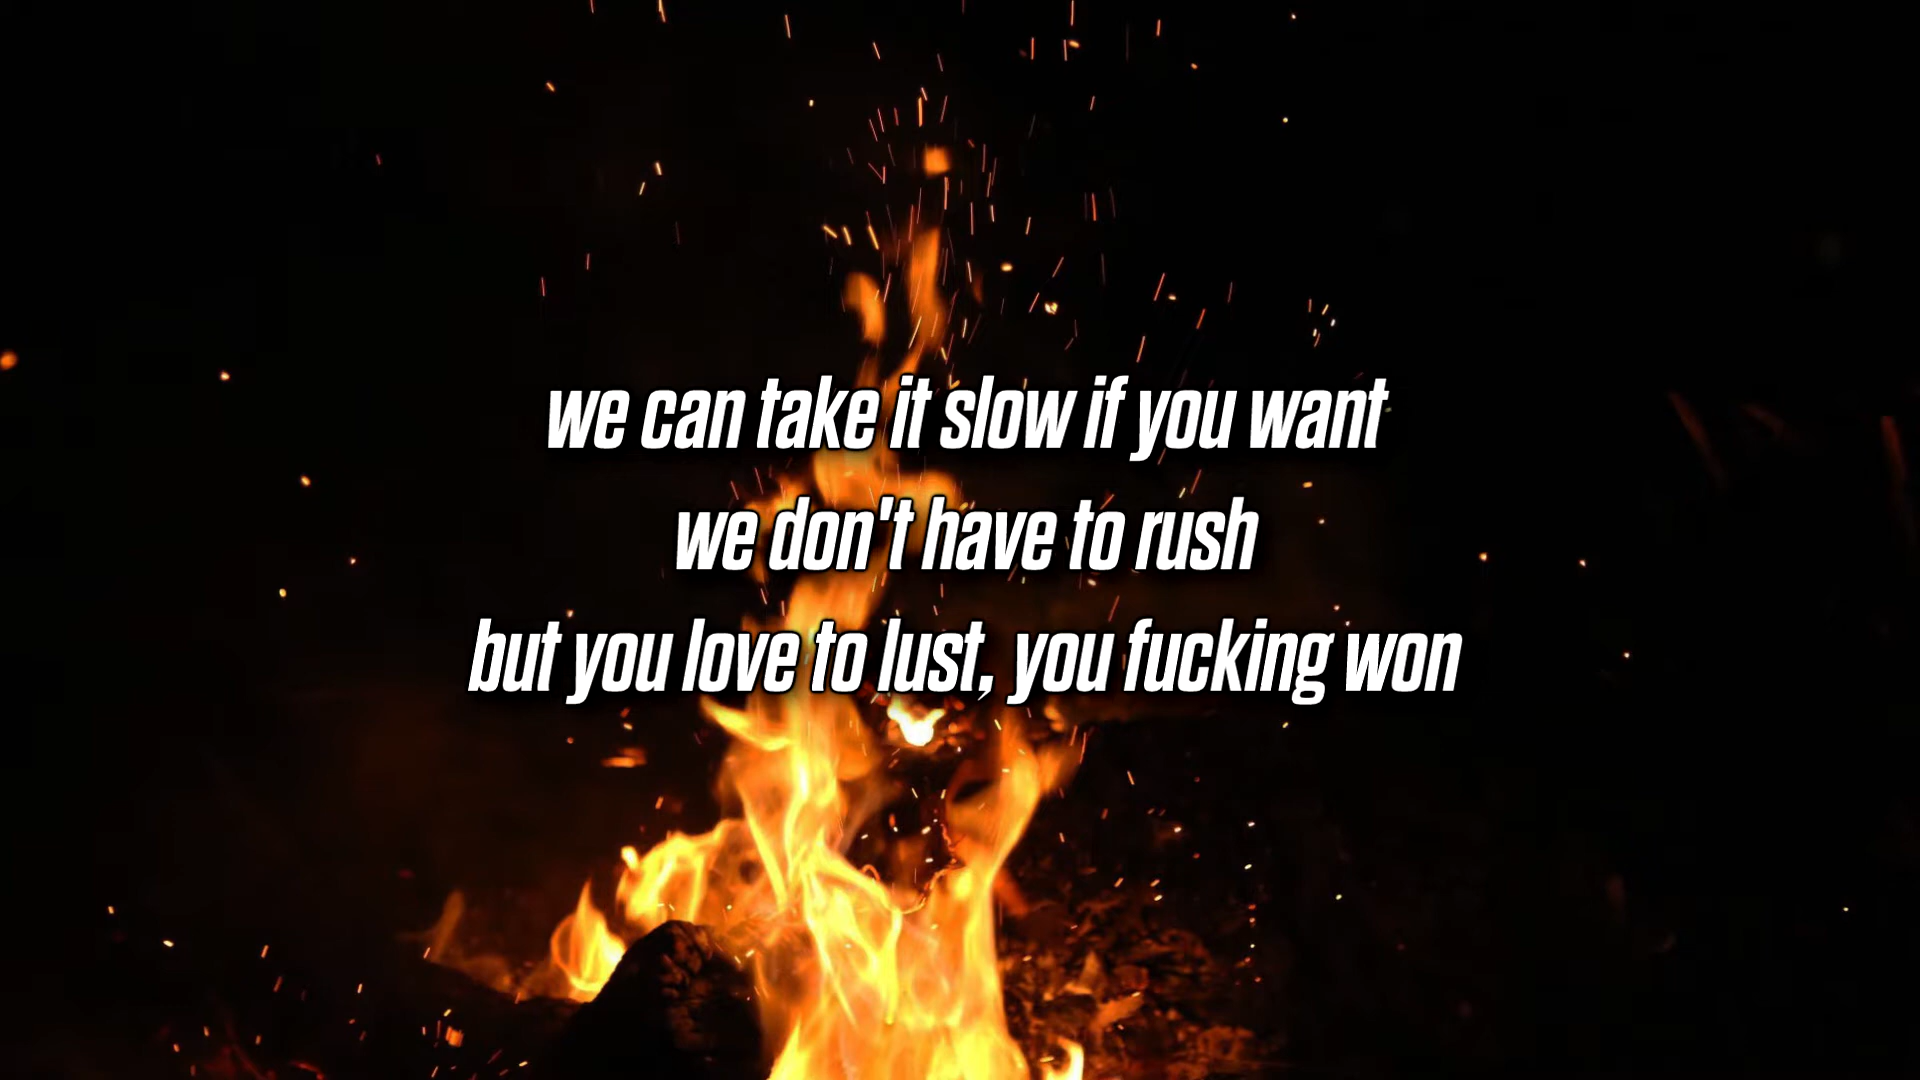 we can take it slow if you want
we don't have to rush
but you love to lust, you fucking won